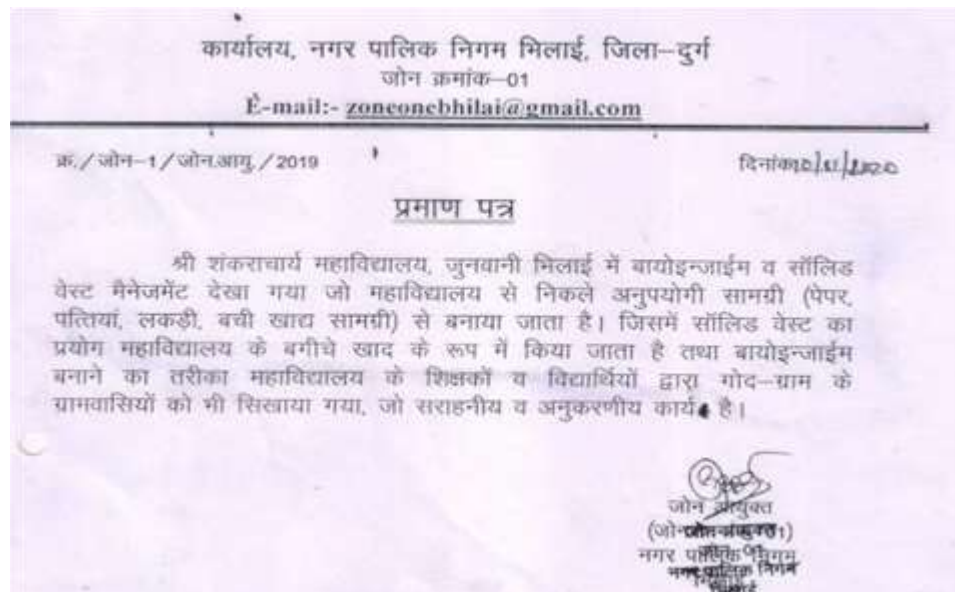 कार्यालय, नगर पालिक निगम भिलाई, जिला–दुर्ग
जोन क्रमांक–01
E-mail:- zoneonebhilai@gmail.com
क्र./जोन–1/जोन.आयु./2019 दिनांक
प्रमाण पत्र
श्री शंकराचार्य महाविद्यालय, जुनवानी भिलाई में बायोइन्जाईम व सॉलिड
वेस्ट मैनेजमेंट देखा गया जो महाविद्यालय से निकले अनुपयोगी सामग्री (पेपर,
पत्तियां, लकड़ी, बची खाद्य सामग्री) से बनाया जाता है। जिसमें सॉलिड वेस्ट का
प्रयोग महाविद्यालय के बगीचे खाद के रूप में किया जाता है तथा बायोइन्जाईम
बनाने का तरीका महाविद्यालय के शिक्षकों व विद्यार्थियों द्वारा गोद–ग्राम के
ग्रामवासियों को भी सिखाया गया, जो सराहनीय व अनुकरणीय कार्य है।
जोन आयुक्त
नगर पालिक निगम
नगर पालिक निगम
भिलाई